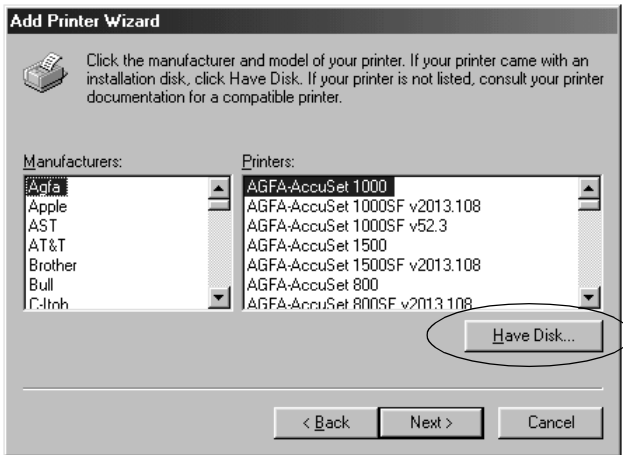 Add Printer Wizard
Click the manufacturer and model of your printer. If your printer came with an
installation disk, click Have Disk. If your printer is not listed, consult your printer
documentation for a compatible printer.
Manufacturers:
Agfa
Apple
AST
AT&T
Brother
Bull
C-Itoh
Printers:
AGFA-AccuSet 1000
AGFA-AccuSet 1000SF v2013.108
AGFA-AccuSet 1000SF v52.3
AGFA-AccuSet 1500
AGFA-AccuSet 1500SF v2013.108
AGFA-AccuSet 800
AGFA-AccuSet 800SF v2013.108
Have Disk...
< Back Next > Cancel